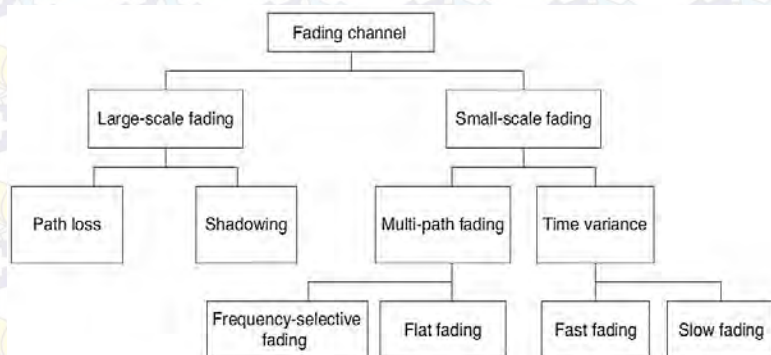 Fading channel
Large-scale fading
Small-scale fading
Path loss
Shadowing
Multi-path fading
Time variance
Frequency-selective
fading
Flat fading
Fast fading
Slow fading